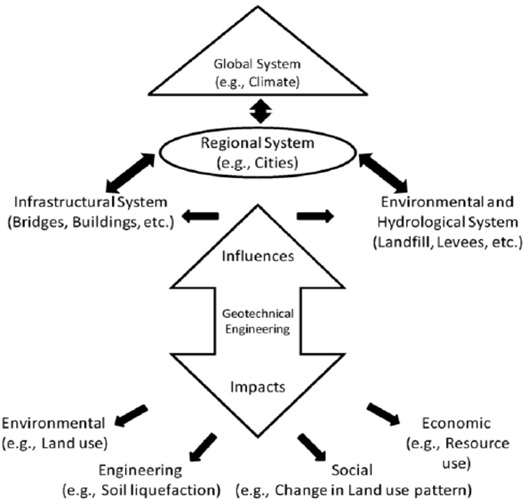 Global System
(e.g., Climate)
Regional System
(e.g., Cities)
Infrastructural System
(Bridges, Buildings, etc.)
Environmental and
Hydrological System
(Landfill, Levees, etc.)
Influences
Geotechnical
Engineering
Impacts
Environmental
(e.g., Land use)
Economic
(e.g., Resource
use)
Engineering
(e.g., Soil liquefaction)
Social
(e.g., Change in Land use pattern)